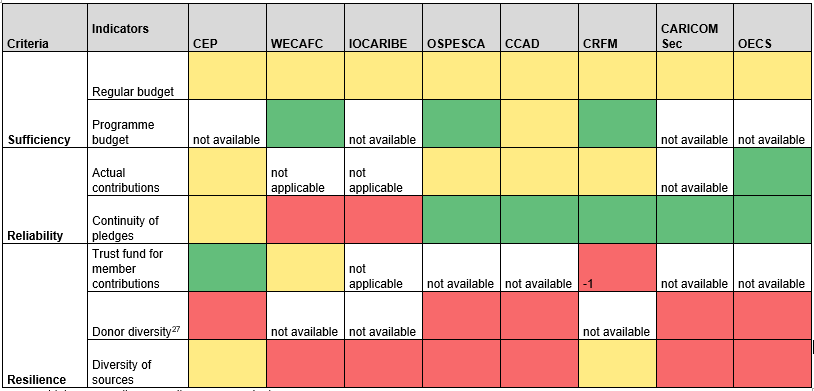 Criteria Indicators CEP WECAFC IOCARIBE OSPESCA CCAD CRFM CARICOM Sec OECS
Sufficiency
Regular budget
Programme budget
not available not available not available not available
Reliability
Actual contributions
not applicable not applicable not available
Continuity of pledges
Resilience
Trust fund for member contributions
not applicable not available not available -1 not available not available
Donor diversity27
not available not available not available
Diversity of sources